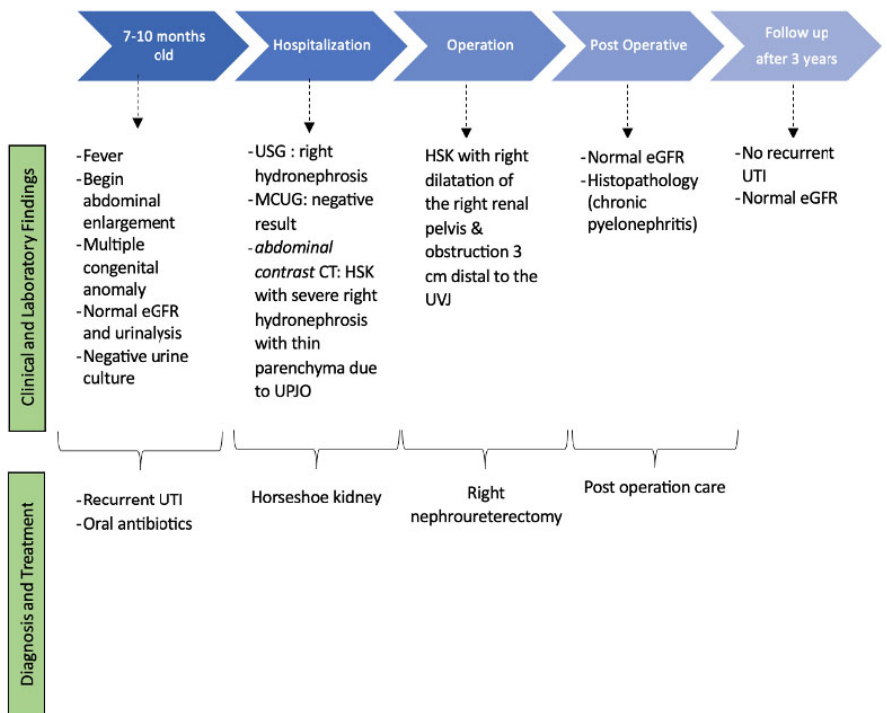 7-10 months
old
Hospitalization
Operation
Post Operative
Follow up
after 3 years
Clinical and Laboratory Findings
-Fever
-Begin
abdominal
enlargement
-Multiple
congenital
anomaly
-Normal eGFR
and urinalysis
-Negative urine
culture
-USG : right
hydronephrosis
-MCUG: negative
result
-abdominal
contrast CT: HSK
with severe right
hydronephrosis
with thin
parenchyma due
to UPJO
HSK with right
dilatation of
the right renal
pelvis &
obstruction 3
cm distal to the
UVJ
-Normal eGFR
-Histopathology
(chronic
pyelonephritis)
-No recurrent
UTI
-Normal eGFR
Diagnosis and Treatment
-Recurrent UTI
-Oral antibiotics
Horseshoe kidney
Right
nephroureterectomy
Post operation care